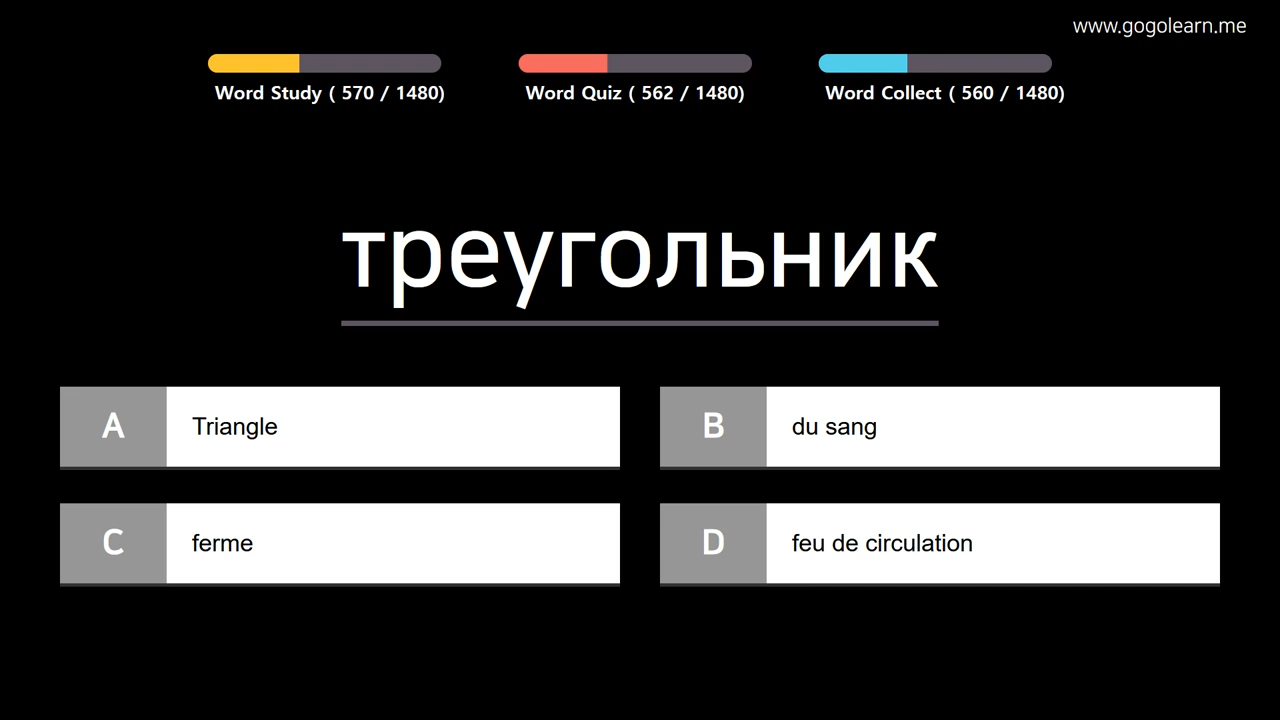 www.gogolearn.me
Word Study ( 570 / 1480)
Word Quiz ( 562 / 1480)
Word Collect ( 560 / 1480)
треугольник
A Triangle
B du sang
C ferme
D feu de circulation